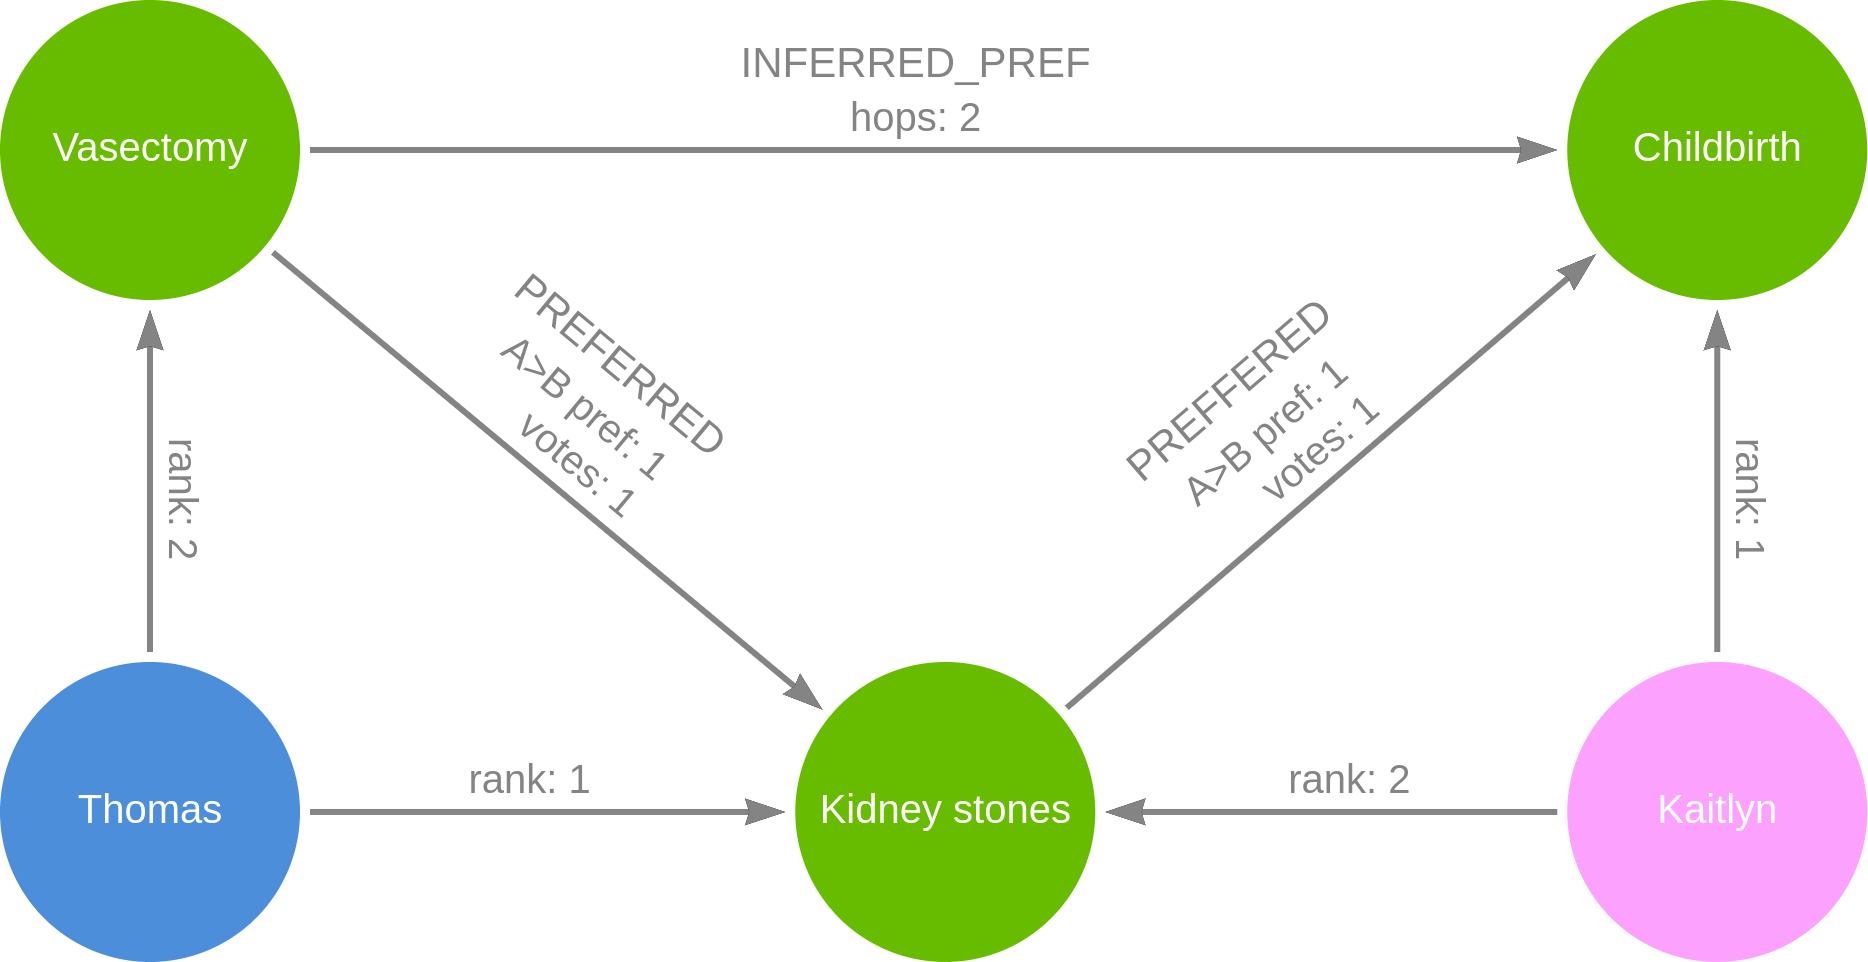 Vasectomy
INFERRED_PREF
hops: 2
Childbirth
PREFERRED
A>B pref: 1
votes: 1
PREFFERED
A>B pref: 1
votes: 1
rank: 2
rank: 1
Thomas
rank: 1
Kidney stones
rank: 2
Kaitlyn